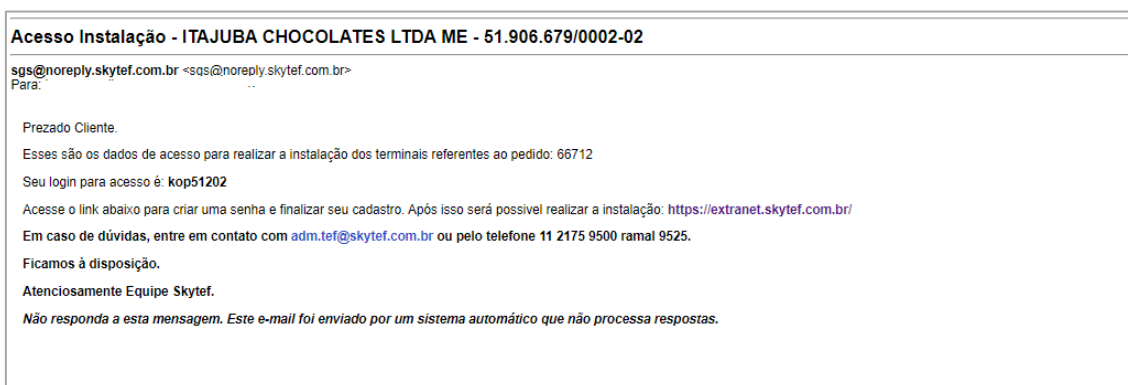 Acesso Instalação - ITAJUBA CHOCOLATES LTDA ME - 51.906.679/0002-02
sgs@noreply.skytef.com.br <sgs@noreply.skytef.com.br>
Para:
Prezado Cliente.
Esses são os dados de acesso para realizar a instalação dos terminais referentes ao pedido: 66712
Seu login para acesso é: kop51202
Acesse o link abaixo para criar uma senha e finalizar seu cadastro. Após isso será possivel realizar a instalação: https://extranet.skytef.com.br/
Em caso de dúvidas, entre em contato com adm.tef@skytef.com.br ou pelo telefone 11 2175 9500 ramal 9525.
Ficamos à disposição.
Atenciosamente Equipe Skytef.
Não responda a esta mensagem. Este e-mail foi enviado por um sistema automático que não processa respostas.